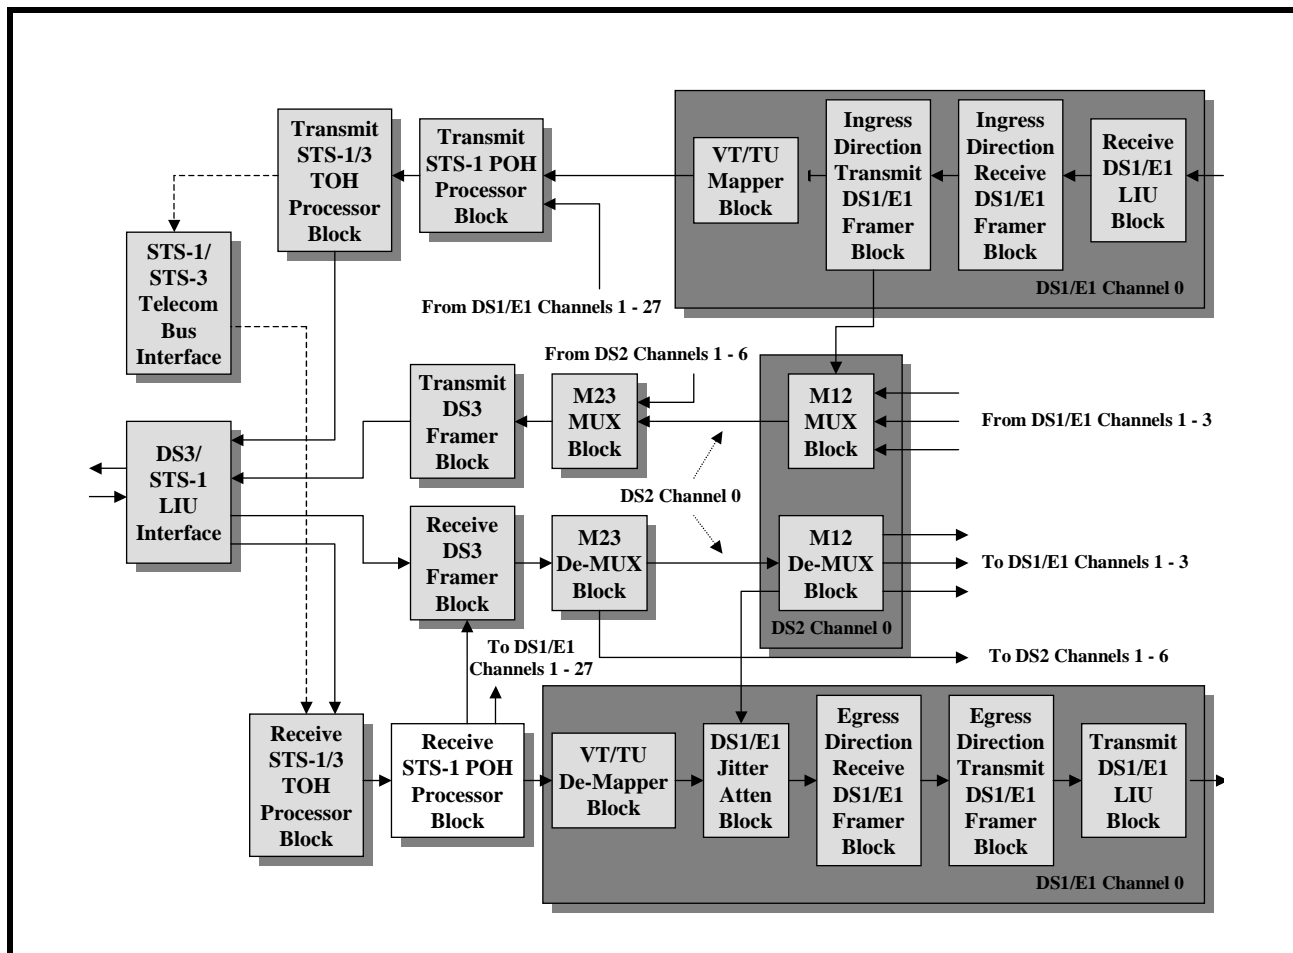 Transmit
STS-1/3
TOH
Processor
Block
Transmit
STS-1 POH
Processor
Block
VT/TU
Mapper
Block
Ingress
Direction
Transmit
DS1/E1
Framer
Block
Ingress
Direction
Receive
DS1/E1
Framer
Block
Receive
DS1/E1
LIU
Block
DS1/E1 Channel 0
STS-1/
STS-3
Telecom
Bus
Interface
From DS1/E1 Channels 1 - 27
From DS2 Channels 1 - 6
Transmit
DS3
Framer
Block
M23
MUX
Block
M12
MUX
Block
From DS1/E1 Channels 1 - 3
DS3/
STS-1
LIU
Interface
DS2 Channel 0
Receive
DS3
Framer
Block
M23
De-MUX
Block
M12
De-MUX
Block
To DS1/E1 Channels 1 - 3
DS2 Channel 0
To DS1/E1
Channels 1 - 27
To DS2 Channels 1 - 6
Receive
STS-1/3
TOH
Processor
Block
Receive
STS-1 POH
Processor
Block
VT/TU
De-Mapper
Block
DS1/E1
Jitter
Atten
Block
Egress
Direction
Receive
DS1/E1
Framer
Block
Egress
Direction
Transmit
DS1/E1
Framer
Block
Transmit
DS1/E1
LIU
Block
DS1/E1 Channel 0